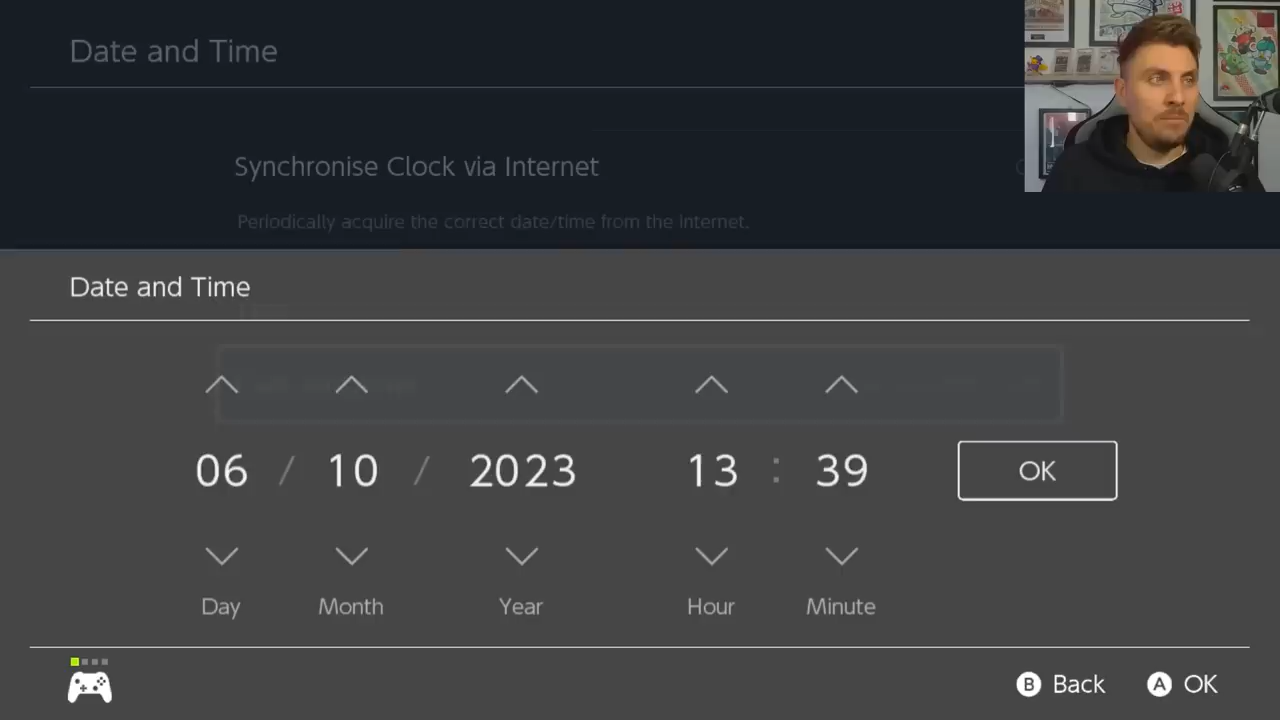 Date and Time
Synchronise Clock via Internet
Periodically acquire the correct date/time from the internet.
Date and Time
06 / 10 / 2023 13 : 39 OK
Day Month Year Hour Minute
B Back A OK